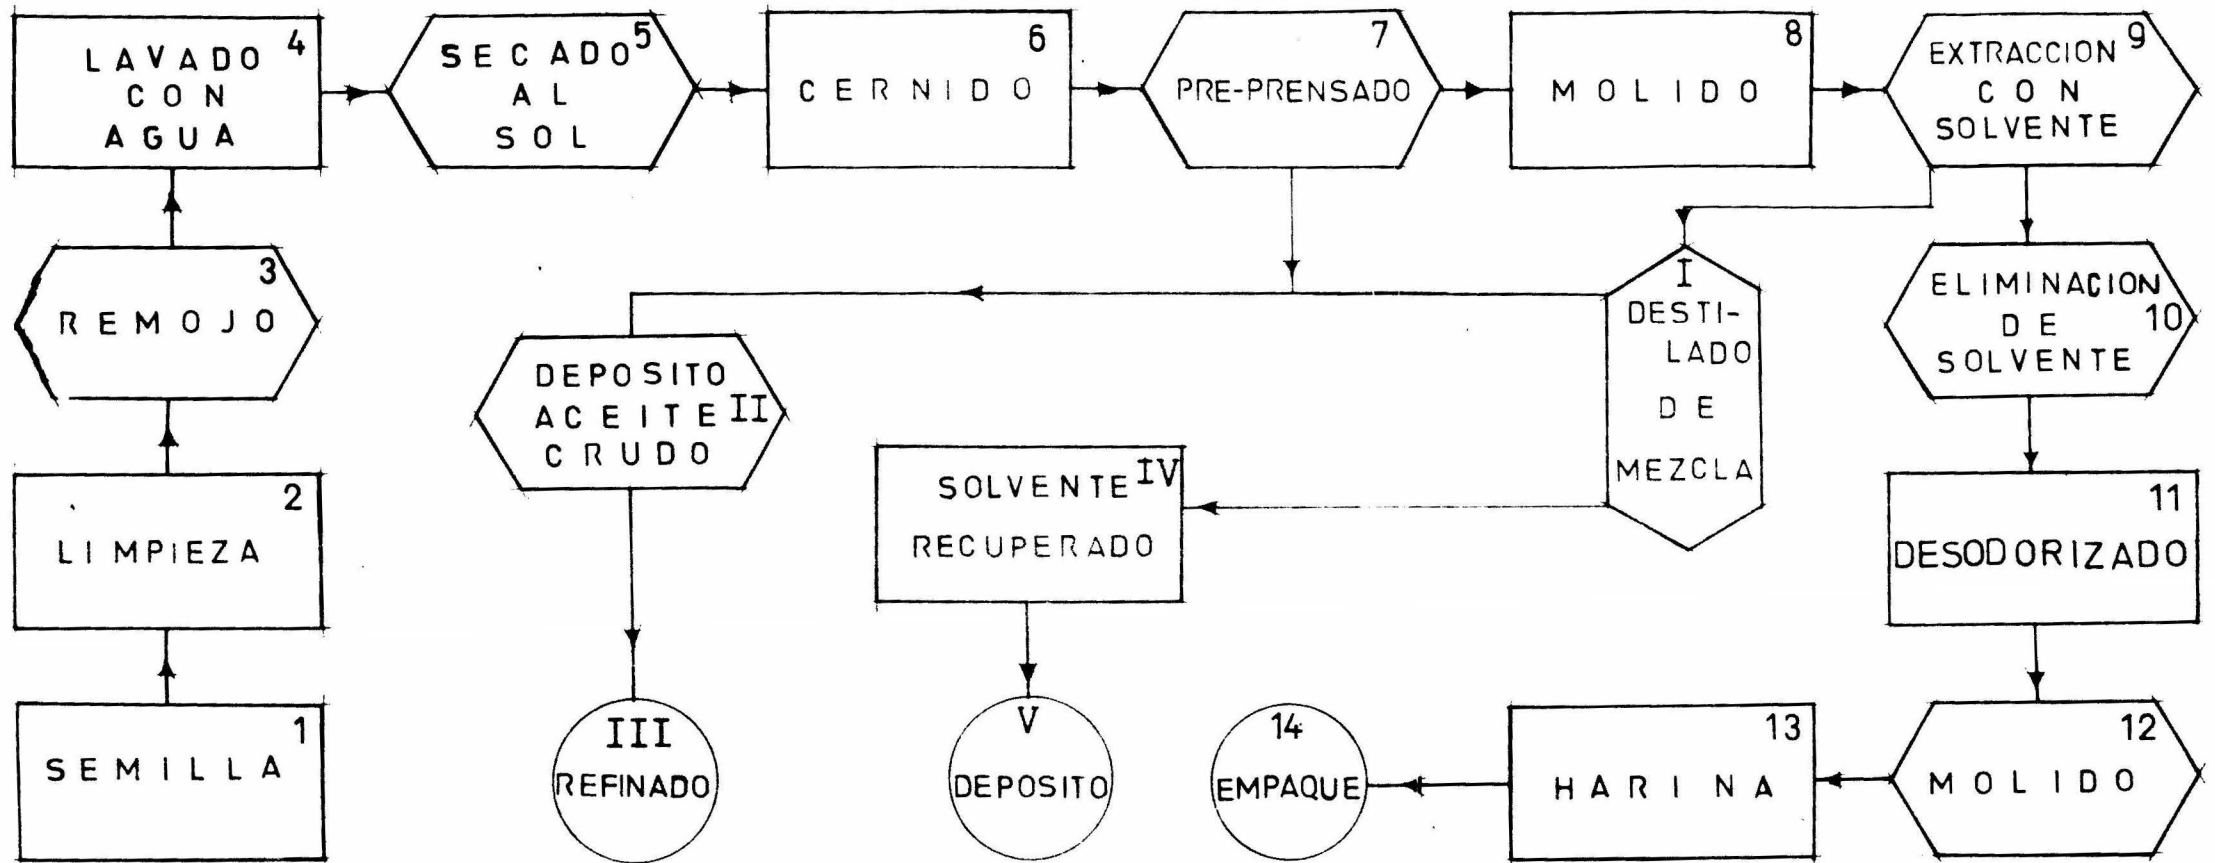 4
LAVADO
CON
AGUA
5
SECADO
AL
SOL
6
CERNIDO
7
PRE-PRENSADO
8
MOLIDO
9
EXTRACCION
CON
SOLVENTE
3
REMOJO
I
DESTI-
LADO
DE
MEZCLA
ELIMINACION
10
DE
SOLVENTE
DEPOSITO
ACEITE II
CRUDO
2
LIMPIEZA
SOLVENTE IV
RECUPERADO
11
DESODORIZADO
1
SEMILLA
III
REFINADO
V
DEPOSITO
14
EMPAQUE
13
HARINA
12
MOLIDO